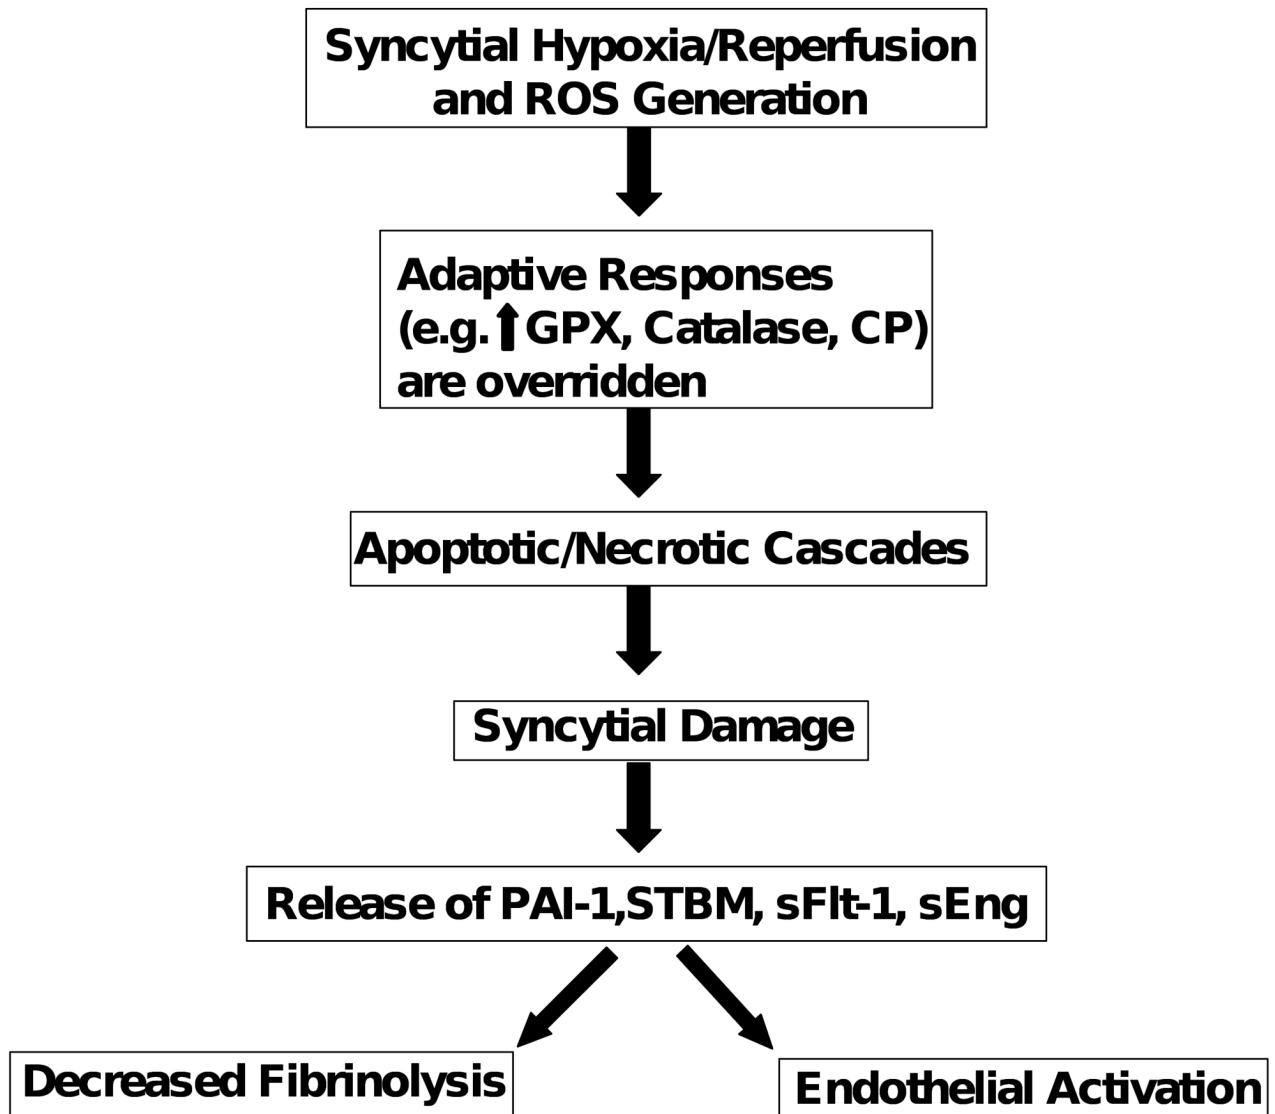 Syncytial Hypoxia/Reperfusion
and ROS Generation
Adaptive Responses
(e.g. ⬆ GPX, Catalase, CP)
are overridden
Apoptotic/Necrotic Cascades
Syncytial Damage
Release of PAI-1,STBM, sFlt-1, sEng
Decreased Fibrinolysis
Endothelial Activation